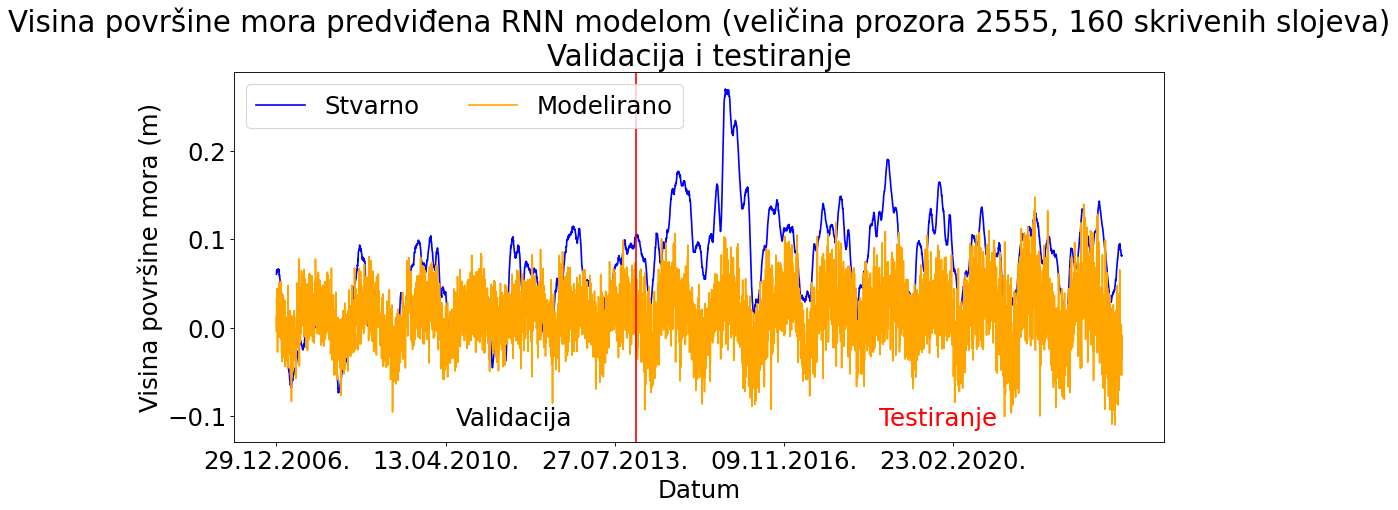 Visina površine mora predviđena RNN modelom (veličina prozora 2555, 160 skrivenih slojeva)
Validacija i testiranje
Stvarno
Modelirano
Visina površine mora (m)
0.2
0.1
0.0
−0.1
Validacija
Testiranje
29.12.2006.
13.04.2010.
27.07.2013.
09.11.2016.
23.02.2020.
Datum